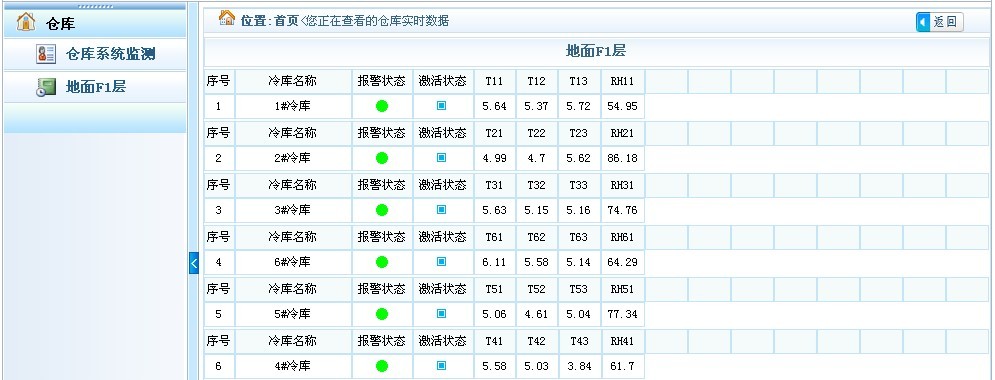 仓库
仓库系统监测
地面F1层
位置: 首页<您正在查看的仓库实时数据
返回
地面F1层
序号 冷库名称 报警状态 激活状态 T11 T12 T13 RH11
1 1#冷库 5.64 5.37 5.72 54.95
序号 冷库名称 报警状态 激活状态 T21 T22 T23 RH21
2 2#冷库 4.99 4.7 5.62 86.18
序号 冷库名称 报警状态 激活状态 T31 T32 T33 RH31
3 3#冷库 5.63 5.15 5.16 74.76
序号 冷库名称 报警状态 激活状态 T61 T62 T63 RH61
4 6#冷库 6.11 5.58 5.14 64.29
序号 冷库名称 报警状态 激活状态 T51 T52 T53 RH51
5 5#冷库 5.06 4.61 5.04 77.34
序号 冷库名称 报警状态 激活状态 T41 T42 T43 RH41
6 4#冷库 5.58 5.03 3.84 61.7